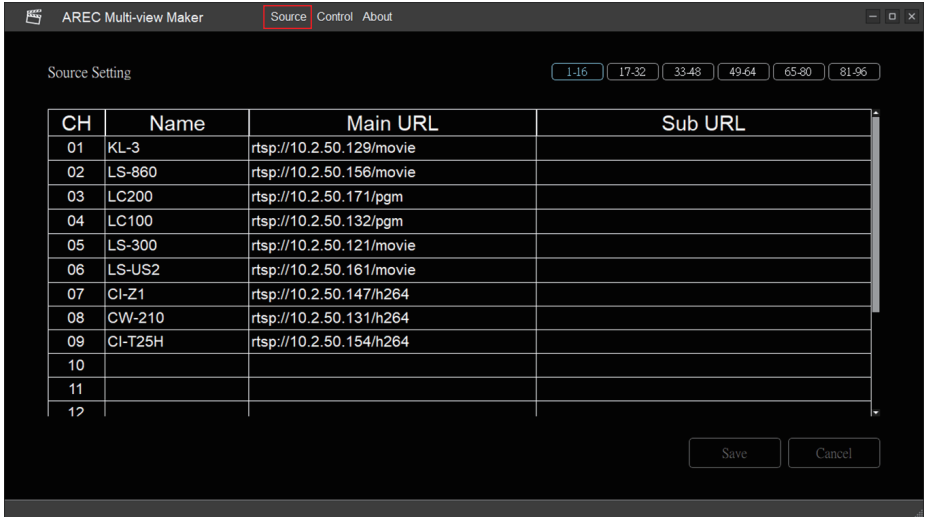 AREC Multi-view Maker Source Control About
Source Setting 1-16 17-32 33-48 49-64 65-80 81-96
CH Name Main URL Sub URL
01 KL-3 rtsp://10.2.50.129/movie
02 LS-860 rtsp://10.2.50.156/movie
03 LC200 rtsp://10.2.50.171/pgm
04 LC100 rtsp://10.2.50.132/pgm
05 LS-300 rtsp://10.2.50.121/movie
06 LS-US2 rtsp://10.2.50.161/movie
07 CI-Z1 rtsp://10.2.50.147/h264
08 CW-210 rtsp://10.2.50.131/h264
09 CI-T25H rtsp://10.2.50.154/h264
10
11
12
Save Cancel